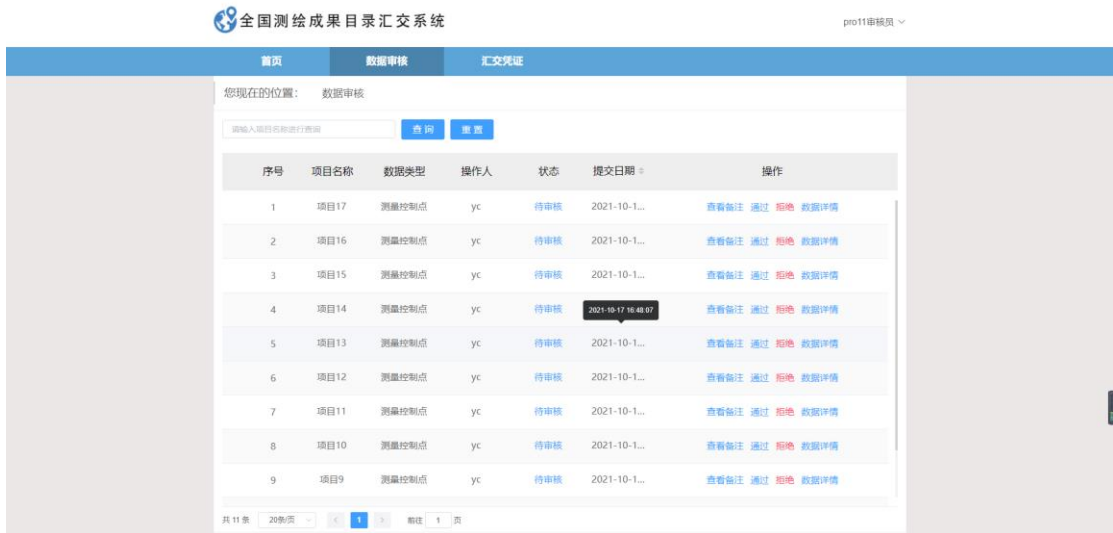 全国测绘成果目录汇交系统 pro11审核员
首页 数据审核 汇交凭证
您现在的位置： 数据审核
请输入项目名称进行查询 查询 重置
序号 项目名称 数据类型 操作人 状态 提交日期 操作
1 项目17 测量控制点 yc 待审核 2021-10-1... 查看备注 通过 拒绝 数据详情
2 项目16 测量控制点 yc 待审核 2021-10-1... 查看备注 通过 拒绝 数据详情
3 项目15 测量控制点 yc 待审核 2021-10-1... 查看备注 通过 拒绝 数据详情
4 项目14 测量控制点 yc 待审核 2021-10-17 16:48:07 查看备注 通过 拒绝 数据详情
5 项目13 测量控制点 yc 待审核 2021-10-1... 查看备注 通过 拒绝 数据详情
6 项目12 测量控制点 yc 待审核 2021-10-1... 查看备注 通过 拒绝 数据详情
7 项目11 测量控制点 yc 待审核 2021-10-1... 查看备注 通过 拒绝 数据详情
8 项目10 测量控制点 yc 待审核 2021-10-1... 查看备注 通过 拒绝 数据详情
9 项目9 测量控制点 yc 待审核 2021-10-1... 查看备注 通过 拒绝 数据详情
共 11 条 20条/页 1 前往 1 页